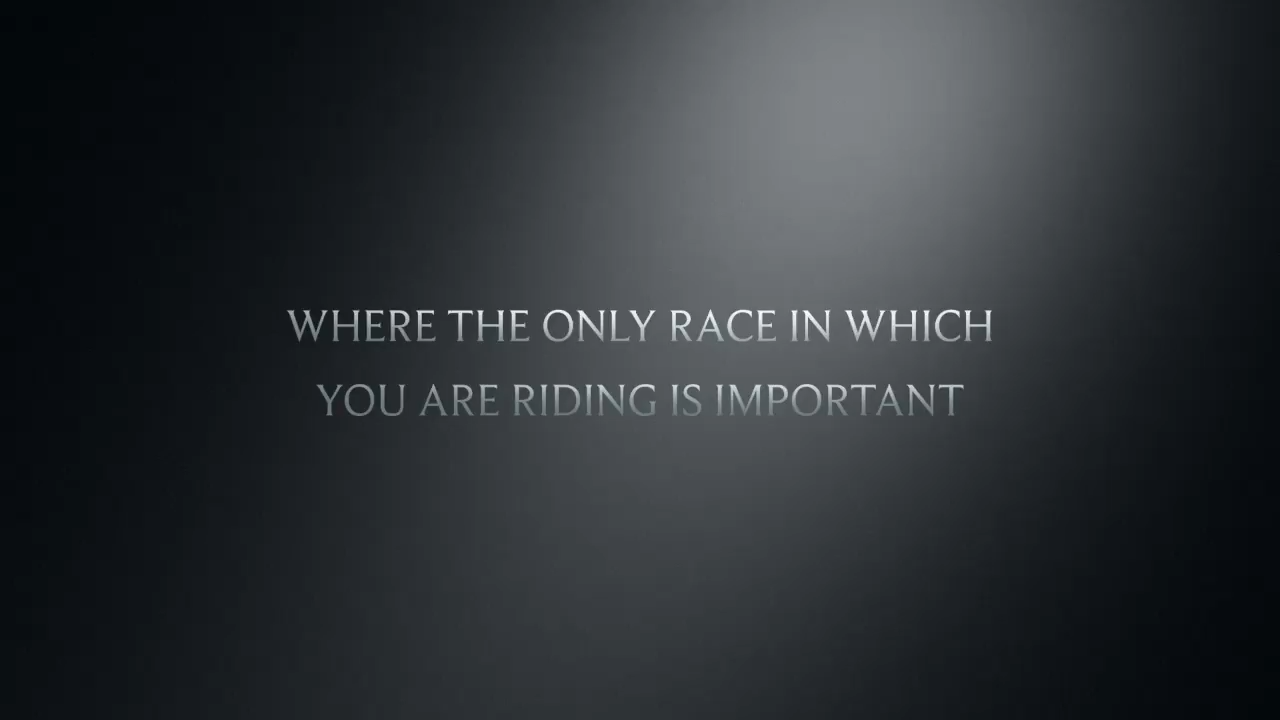 WHERE THE ONLY RACE IN WHICH
YOU ARE RIDING IS IMPORTANT